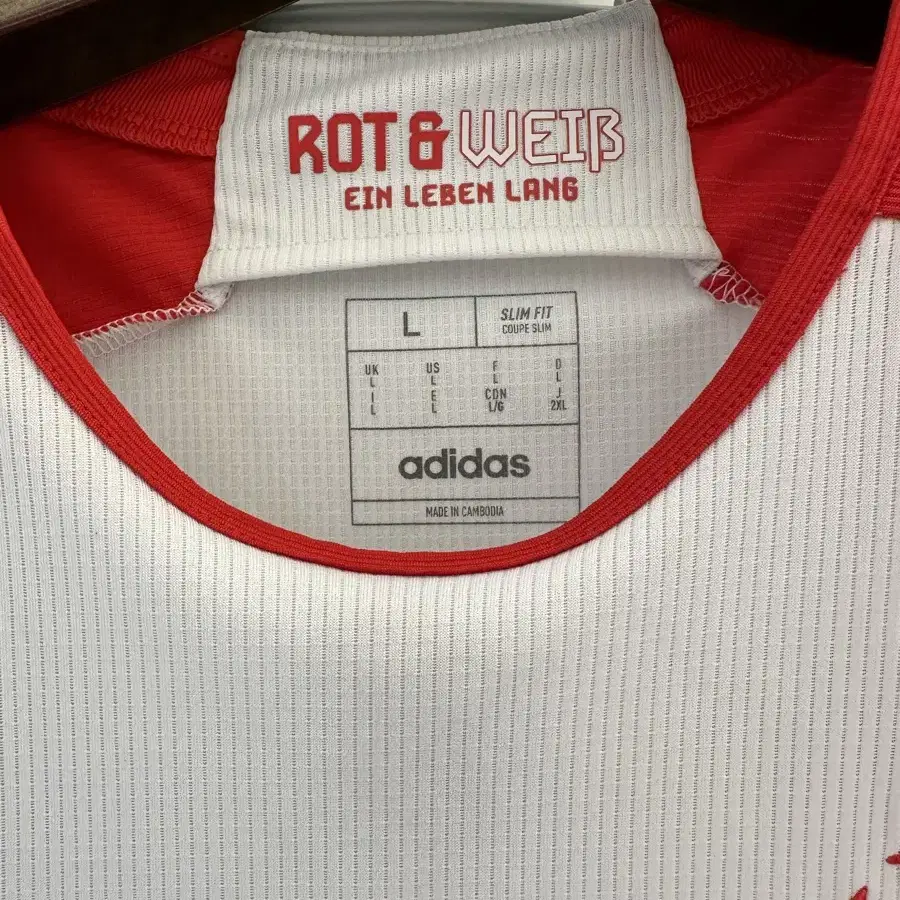 ROT & WEIß
EIN LEBEN LANG
L
SLIM FIT
COUPE SLIM
UK US F D
L L L L
I E CDN J
L L L/G 2XL
adidas
MADE IN CAMBODIA